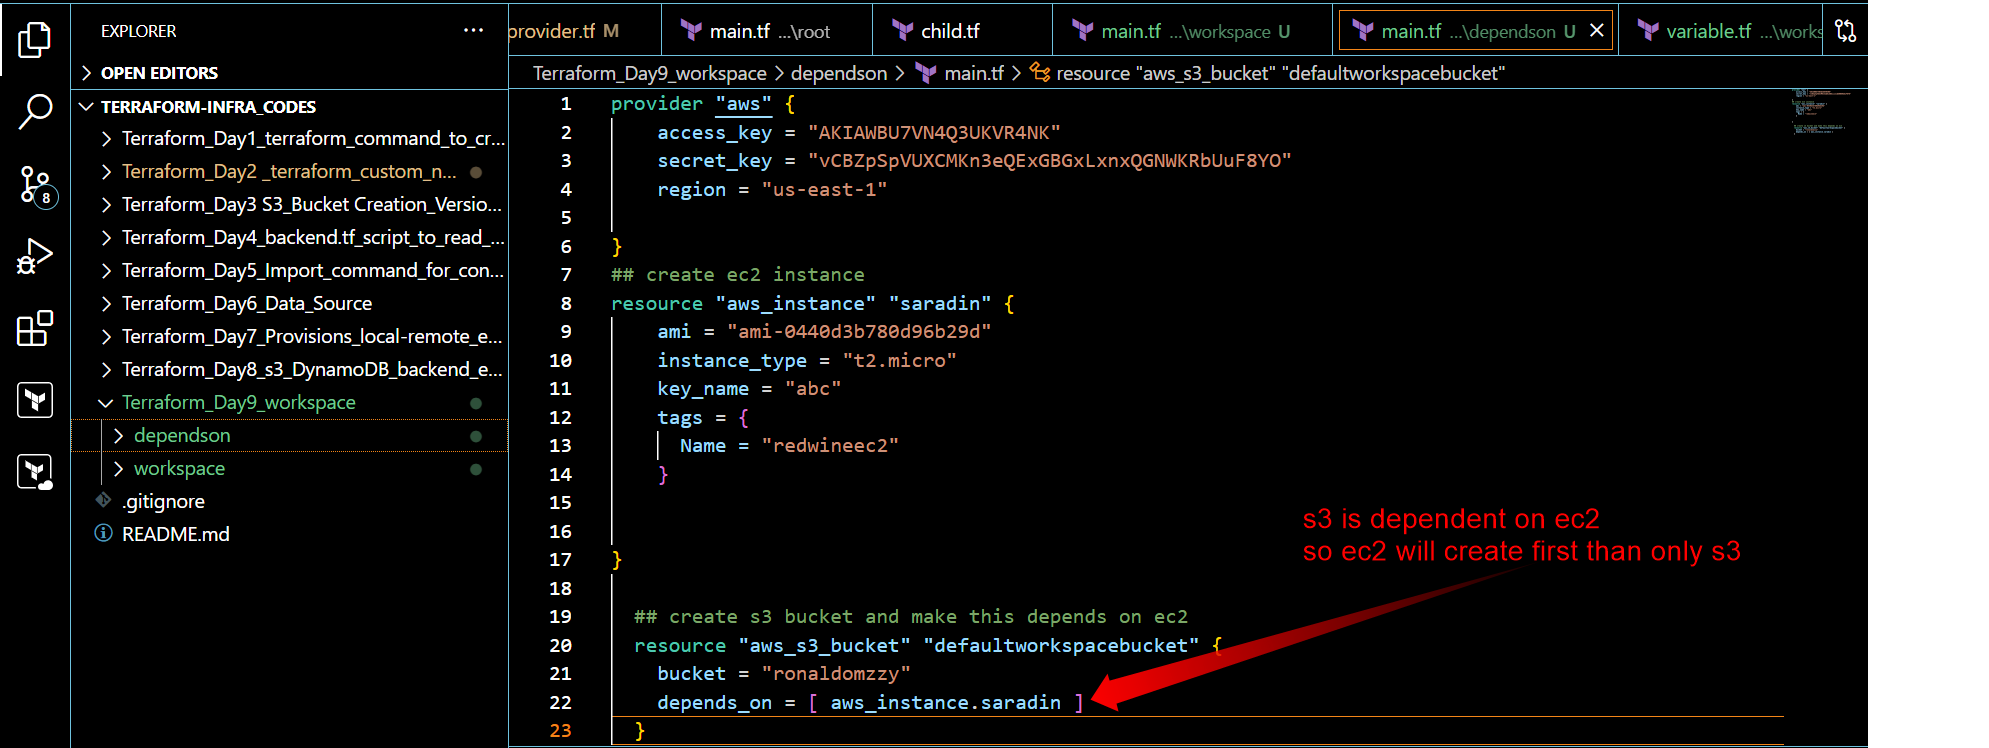 EXPLORER
···
OPEN EDITORS
TERRAFORM-INFRA_CODES
Terraform_Day1_terraform_command_to_cr...
Terraform_Day2 _terraform_custom_n...
Terraform_Day3 S3_Bucket Creation_Versio...
Terraform_Day4_backend.tf_script_to_read_...
Terraform_Day5_Import_command_for_con...
Terraform_Day6_Data_Source
Terraform_Day7_Provisions_local-remote_e...
Terraform_Day8_s3_DynamoDB_backend_e...
Terraform_Day9_workspace
dependson
workspace
.gitignore
README.md
8
provider.tf M
main.tf ...\root
child.tf
main.tf ...\workspace U
main.tf ...\dependson U
variable.tf ...\works
Terraform_Day9_workspace > dependson > main.tf > resource "aws_s3_bucket" "defaultworkspacebucket"
1 provider "aws" {
2 access_key = "AKIAWBU7VN4Q3UKVR4NK"
3 secret_key = "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"
4 region = "us-east-1"
5
6 }
7 ## create ec2 instance
8 resource "aws_instance" "saradin" {
9 ami = "ami-0440d3b780d96b29d"
10 instance_type = "t2.micro"
11 key_name = "abc"
12 tags = {
13 Name = "redwineec2"
14 }
15
16
17 }
18
19 ## create s3 bucket and make this depends on ec2
20 resource "aws_s3_bucket" "defaultworkspacebucket" {
21 bucket = "ronaldomzzy"
22 depends_on = [ aws_instance.saradin ]
23 }
s3 is dependent on ec2
so ec2 will create first than only s3